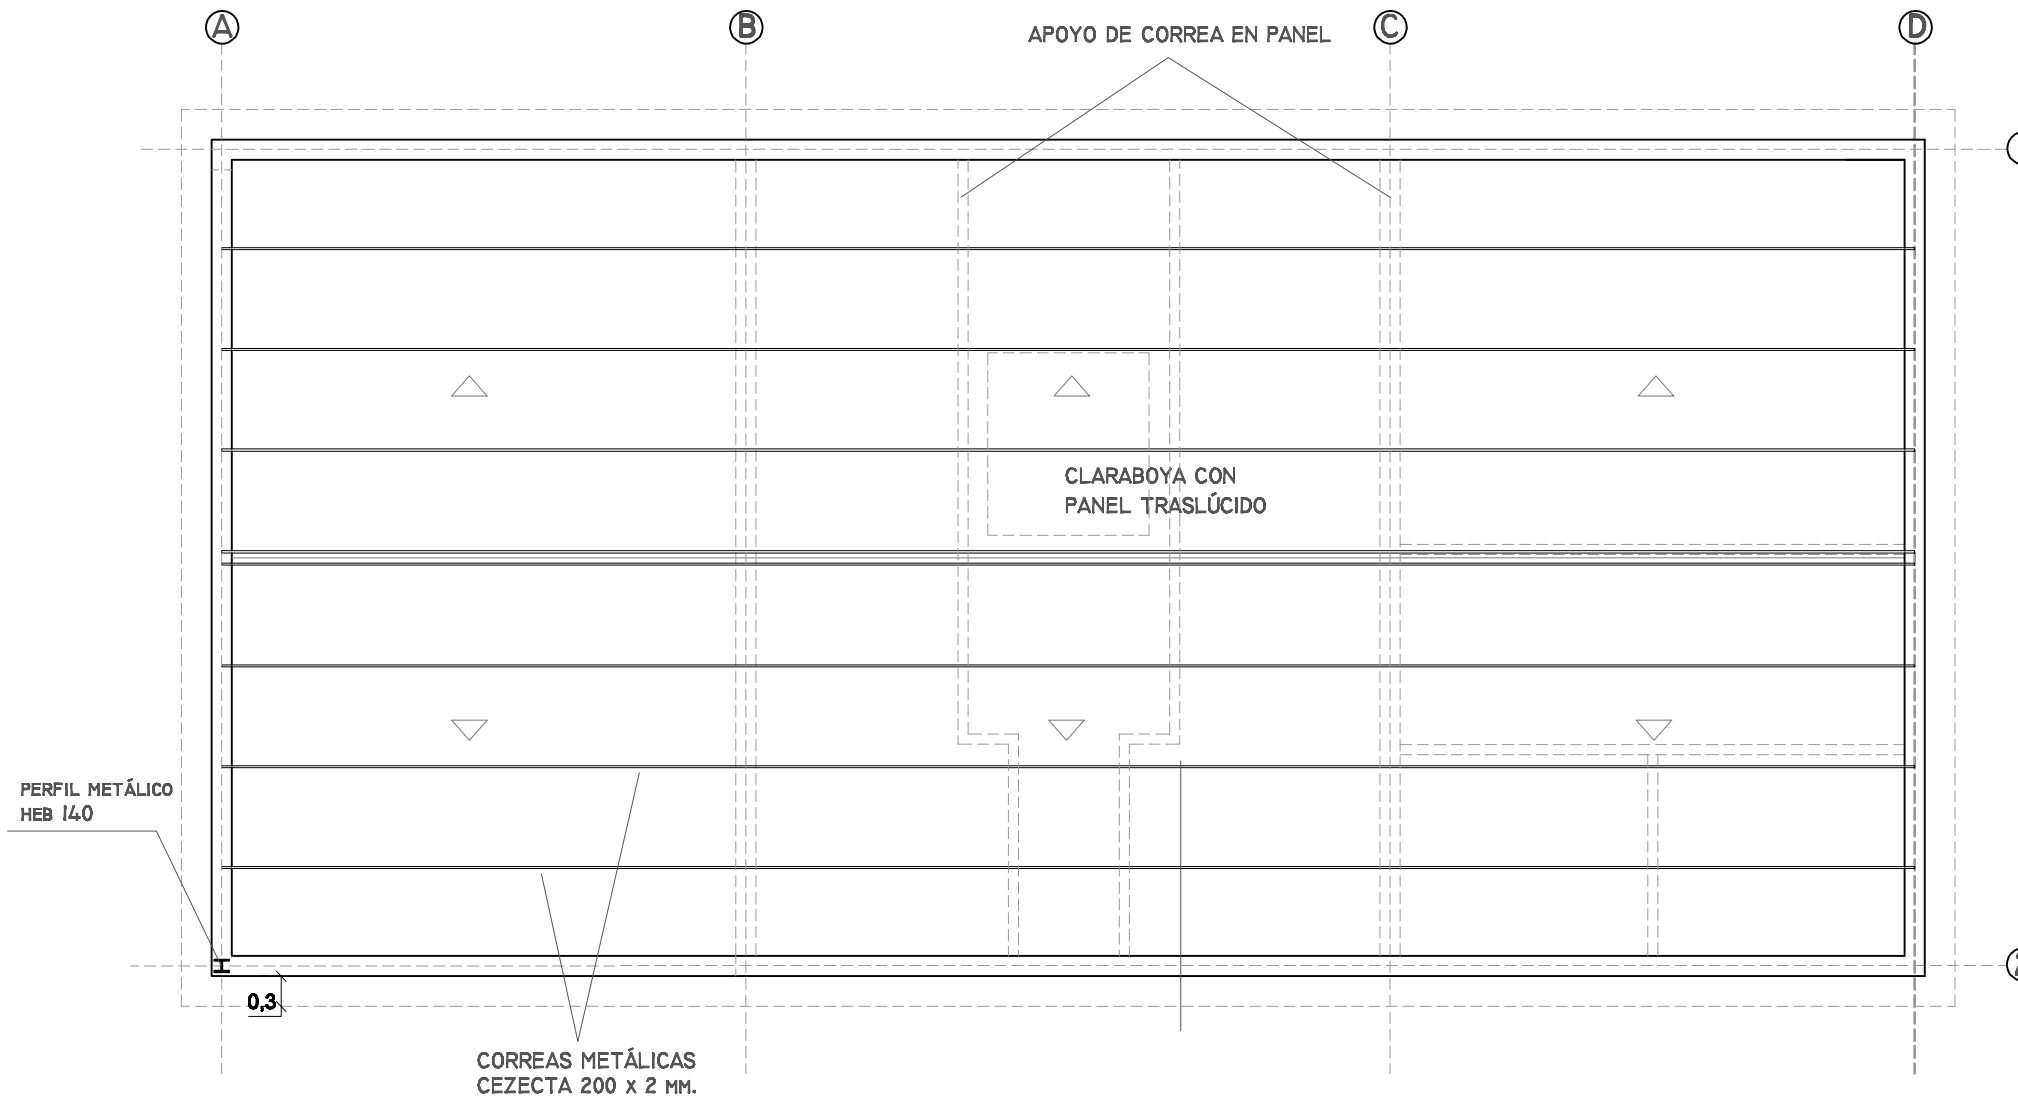 A
B
APOYO DE CORREA EN PANEL
C
D
CLARABOYA CON
PANEL TRASLÚCIDO
PERFIL METÁLICO
HEB 140
0,3
CORREAS METÁLICAS
CEZECTA 200 X 2 MM.